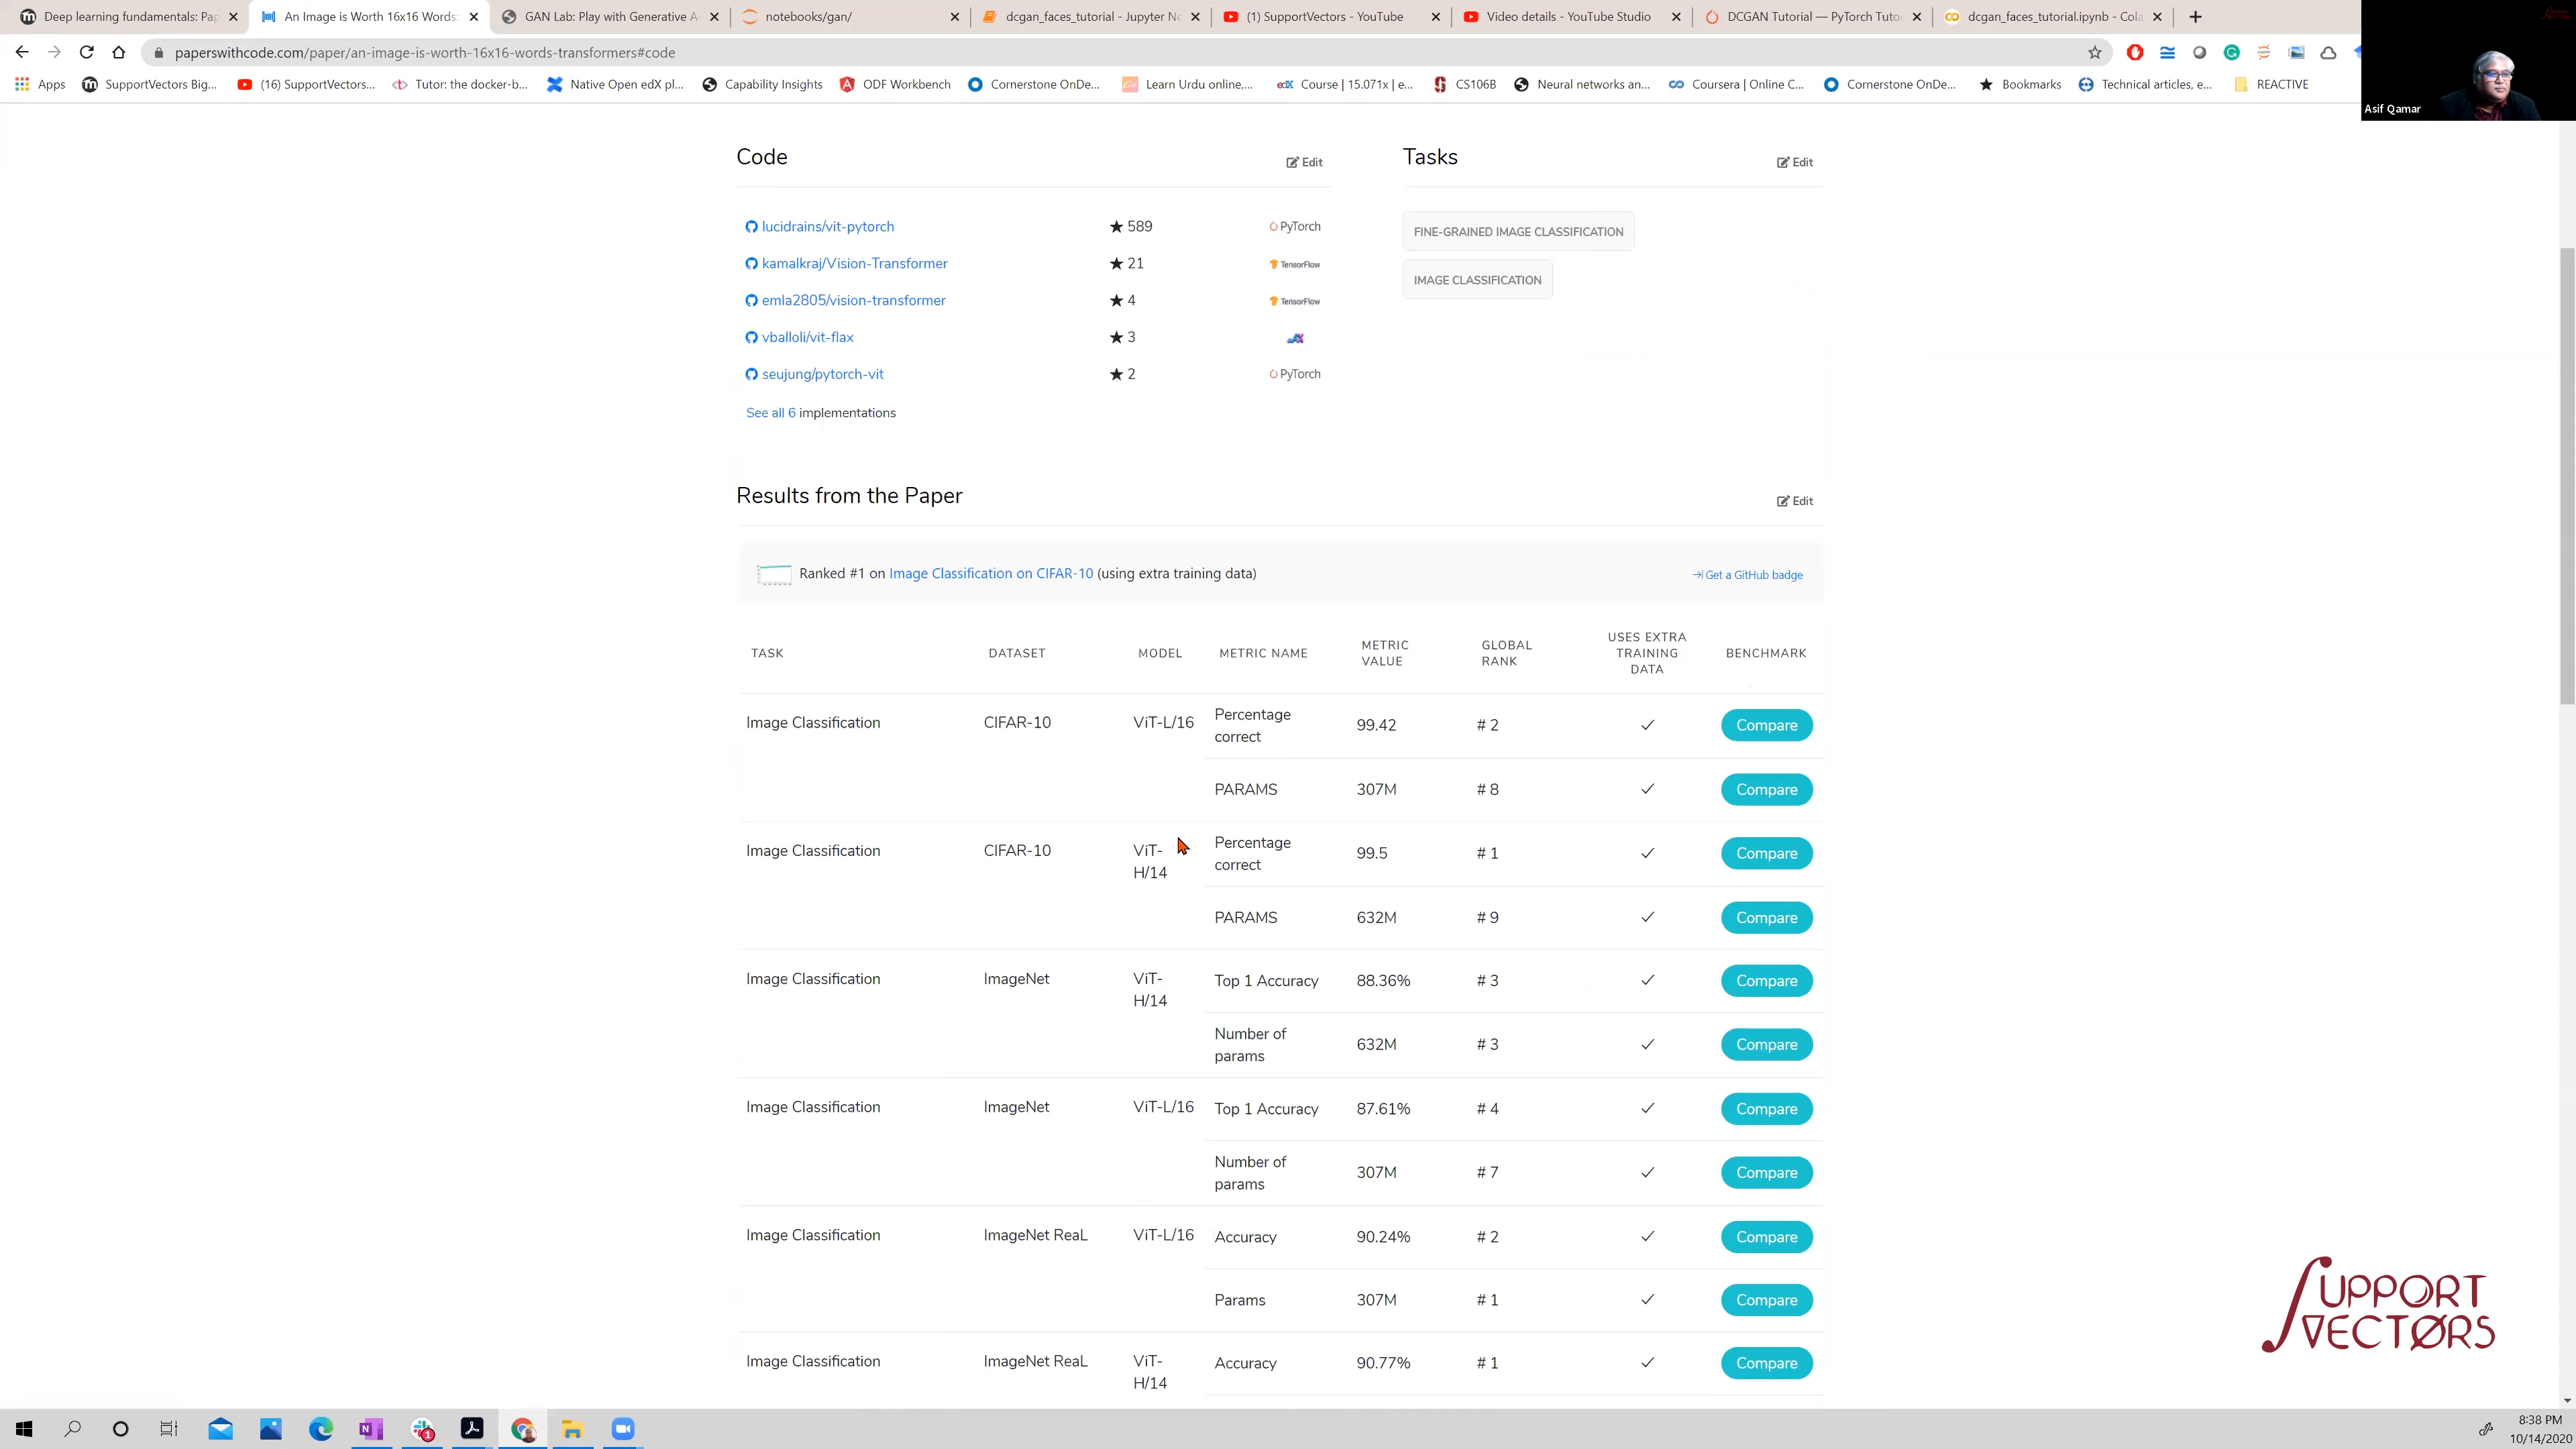 Deep learning fundamentals: Pap
An Image is Worth 16x16 Words:
GAN Lab: Play with Generative A
notebooks/gan/
dcgan_faces_tutorial - Jupyter No
(1) SupportVectors - YouTube
Video details - YouTube Studio
DCGAN Tutorial — PyTorch Tutor
dcgan_faces_tutorial.ipynb - Cola
paperswithcode.com/paper/an-image-is-worth-16x16-words-transformers#code
Apps
SupportVectors Big...
(16) SupportVectors...
Tutor: the docker-b...
Native Open edX pl...
Capability Insights
ODF Workbench
Cornerstone OnDe...
Learn Urdu online,...
edX Course | 15.071x | e...
CS106B
Neural networks an...
Coursera | Online C...
Cornerstone OnDe...
Bookmarks
Technical articles, e...
REACTIVE
Asif Qamar
Code
Edit
Tasks
Edit
lucidrains/vit-pytorch ★ 589 PyTorch
kamalkraj/Vision-Transformer ★ 21 TensorFlow
emla2805/vision-transformer ★ 4 TensorFlow
vballoli/vit-flax ★ 3
seujung/pytorch-vit ★ 2 PyTorch
See all 6 implementations
FINE-GRAINED IMAGE CLASSIFICATION
IMAGE CLASSIFICATION
Results from the Paper
Edit
Ranked #1 on Image Classification on CIFAR-10 (using extra training data)
Get a GitHub badge
TASK
DATASET
MODEL
METRIC NAME
METRIC
VALUE
GLOBAL
RANK
USES EXTRA
TRAINING
DATA
BENCHMARK
Image Classification
CIFAR-10
ViT-L/16
Percentage
correct
99.42
# 2
✓
Compare
PARAMS
307M
# 8
✓
Compare
Image Classification
CIFAR-10
ViT-
H/14
Percentage
correct
99.5
# 1
✓
Compare
PARAMS
632M
# 9
✓
Compare
Image Classification
ImageNet
ViT-
H/14
Top 1 Accuracy
88.36%
# 3
✓
Compare
Number of
params
632M
# 3
✓
Compare
Image Classification
ImageNet
ViT-L/16
Top 1 Accuracy
87.61%
# 4
✓
Compare
Number of
params
307M
# 7
✓
Compare
Image Classification
ImageNet ReaL
ViT-L/16
Accuracy
90.24%
# 2
✓
Compare
Params
307M
# 1
✓
Compare
Image Classification
ImageNet ReaL
ViT-
H/14
Accuracy
90.77%
# 1
✓
Compare
SUPPORT
VECTORS
8:38 PM
10/14/2020